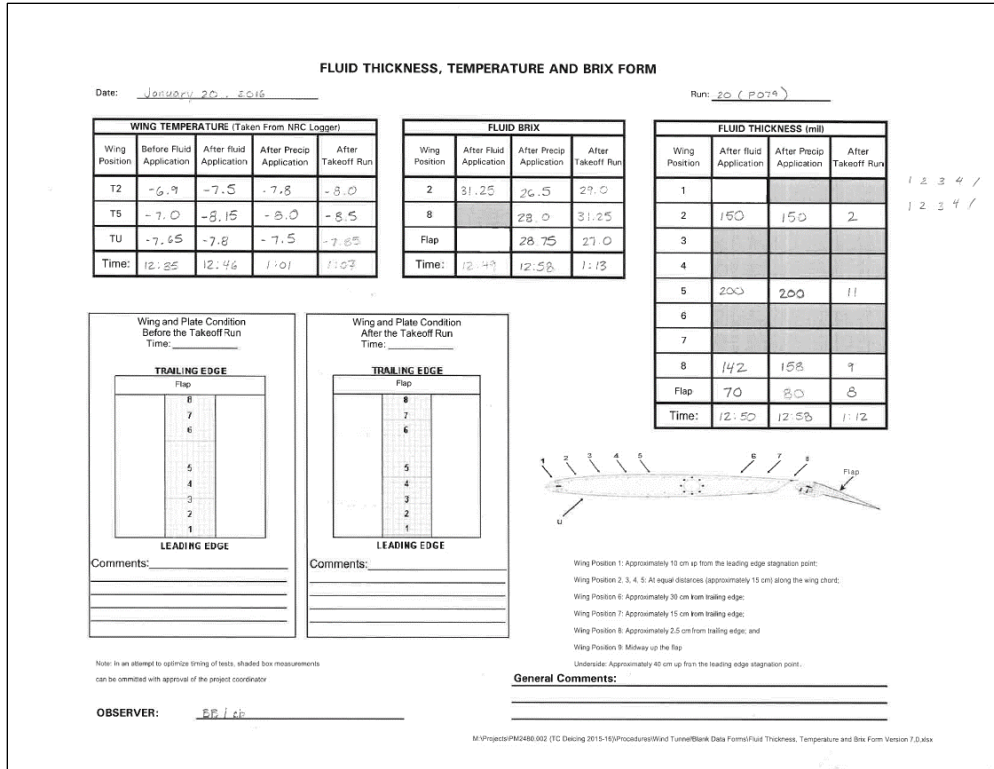 FLUID THICKNESS, TEMPERATURE AND BRIX FORM
Date: January 20, 2016
Run: 20 (P079)
WING TEMPERATURE (Taken From NRC Logger)
Wing Position Before Fluid Application After fluid Application After Precip Application After Takeoff Run
T2 -6.9 -7.5 -7.8 -8.0
T5 -7.0 -8.15 -8.0 -8.5
TU -7.65 -7.8 -7.5 -7.85
Time: 12:35 12:46 1:01 1:07
FLUID BRIX
Wing Position After Fluid Application After Precip Application After Takeoff Run
2 31.25 26.5 29.0
8 28.0 31.25
Flap 28.75 27.0
Time: 12:49 12:58 1:13
FLUID THICKNESS (mil)
Wing Position After fluid Application After Precip Application After Takeoff Run
1
2 150 150 2
3
4
5 200 200 11
6
7
8 142 158 9
Flap 70 80 8
Time: 12:50 12:58 1:12
1 2 3 4 /
1 2 3 4 /
Wing and Plate Condition
Before the Takeoff Run
Time:
TRAILING EDGE
Flap
8
7
6
5
4
3
2
1
LEADING EDGE
Comments:
Wing and Plate Condition
After the Takeoff Run
Time:
TRAILING EDGE
Flap
8
7
6
5
4
3
2
1
LEADING EDGE
Comments:
1 2 3 4 5 6 7 8 Flap
U
Wing Position 1: Approximately 10 cm up from the leading edge stagnation point;
Wing Position 2, 3, 4, 5: At equal distances (approximately 15 cm) along the wing chord;
Wing Position 6: Approximately 30 cm from trailing edge;
Wing Position 7: Approximately 15 cm from trailing edge;
Wing Position 8: Approximately 2.5 cm from trailing edge; and
Wing Position 9: Midway up the flap
Underside: Approximately 40 cm up from the leading edge stagnation point.
Note: In an attempt to optimize timing of tests, shaded box measurements
can be ommitted with approval of the project coordinator
General Comments:
OBSERVER:
M:\Projects\PM2480.002 (TC Deicing 2015-16)\Procedures\Wind Tunnel\Blank Data Forms\Fluid Thickness, Temperature and Brix Form Version 7.0.xlsx